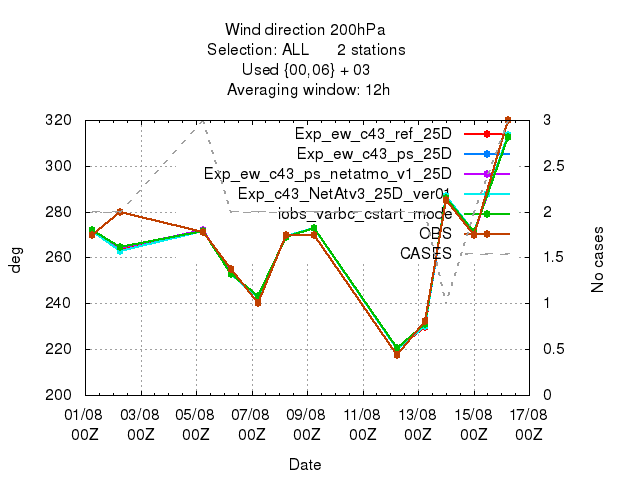 Wind direction 200hPa
Selection: ALL 2 stations
Used {00,06} + 03
Averaging window: 12h
320 3
Exp_ew_c43_ref_25D
Exp_ew_c43_ps_25D
300 2.5
Exp_ew_c43_ps_netatmo_v1_25D
Exp_c43_NetAtv3_25D_ver01
280 2
iobs_varbc_cstart_mode
OBS
CASES
260 1.5
deg
No cases
240 1
220 0.5
200 0
01/08 03/08 05/08 07/08 09/08 11/08 13/08 15/08 17/08
00Z 00Z 00Z 00Z 00Z 00Z 00Z 00Z 00Z
Date